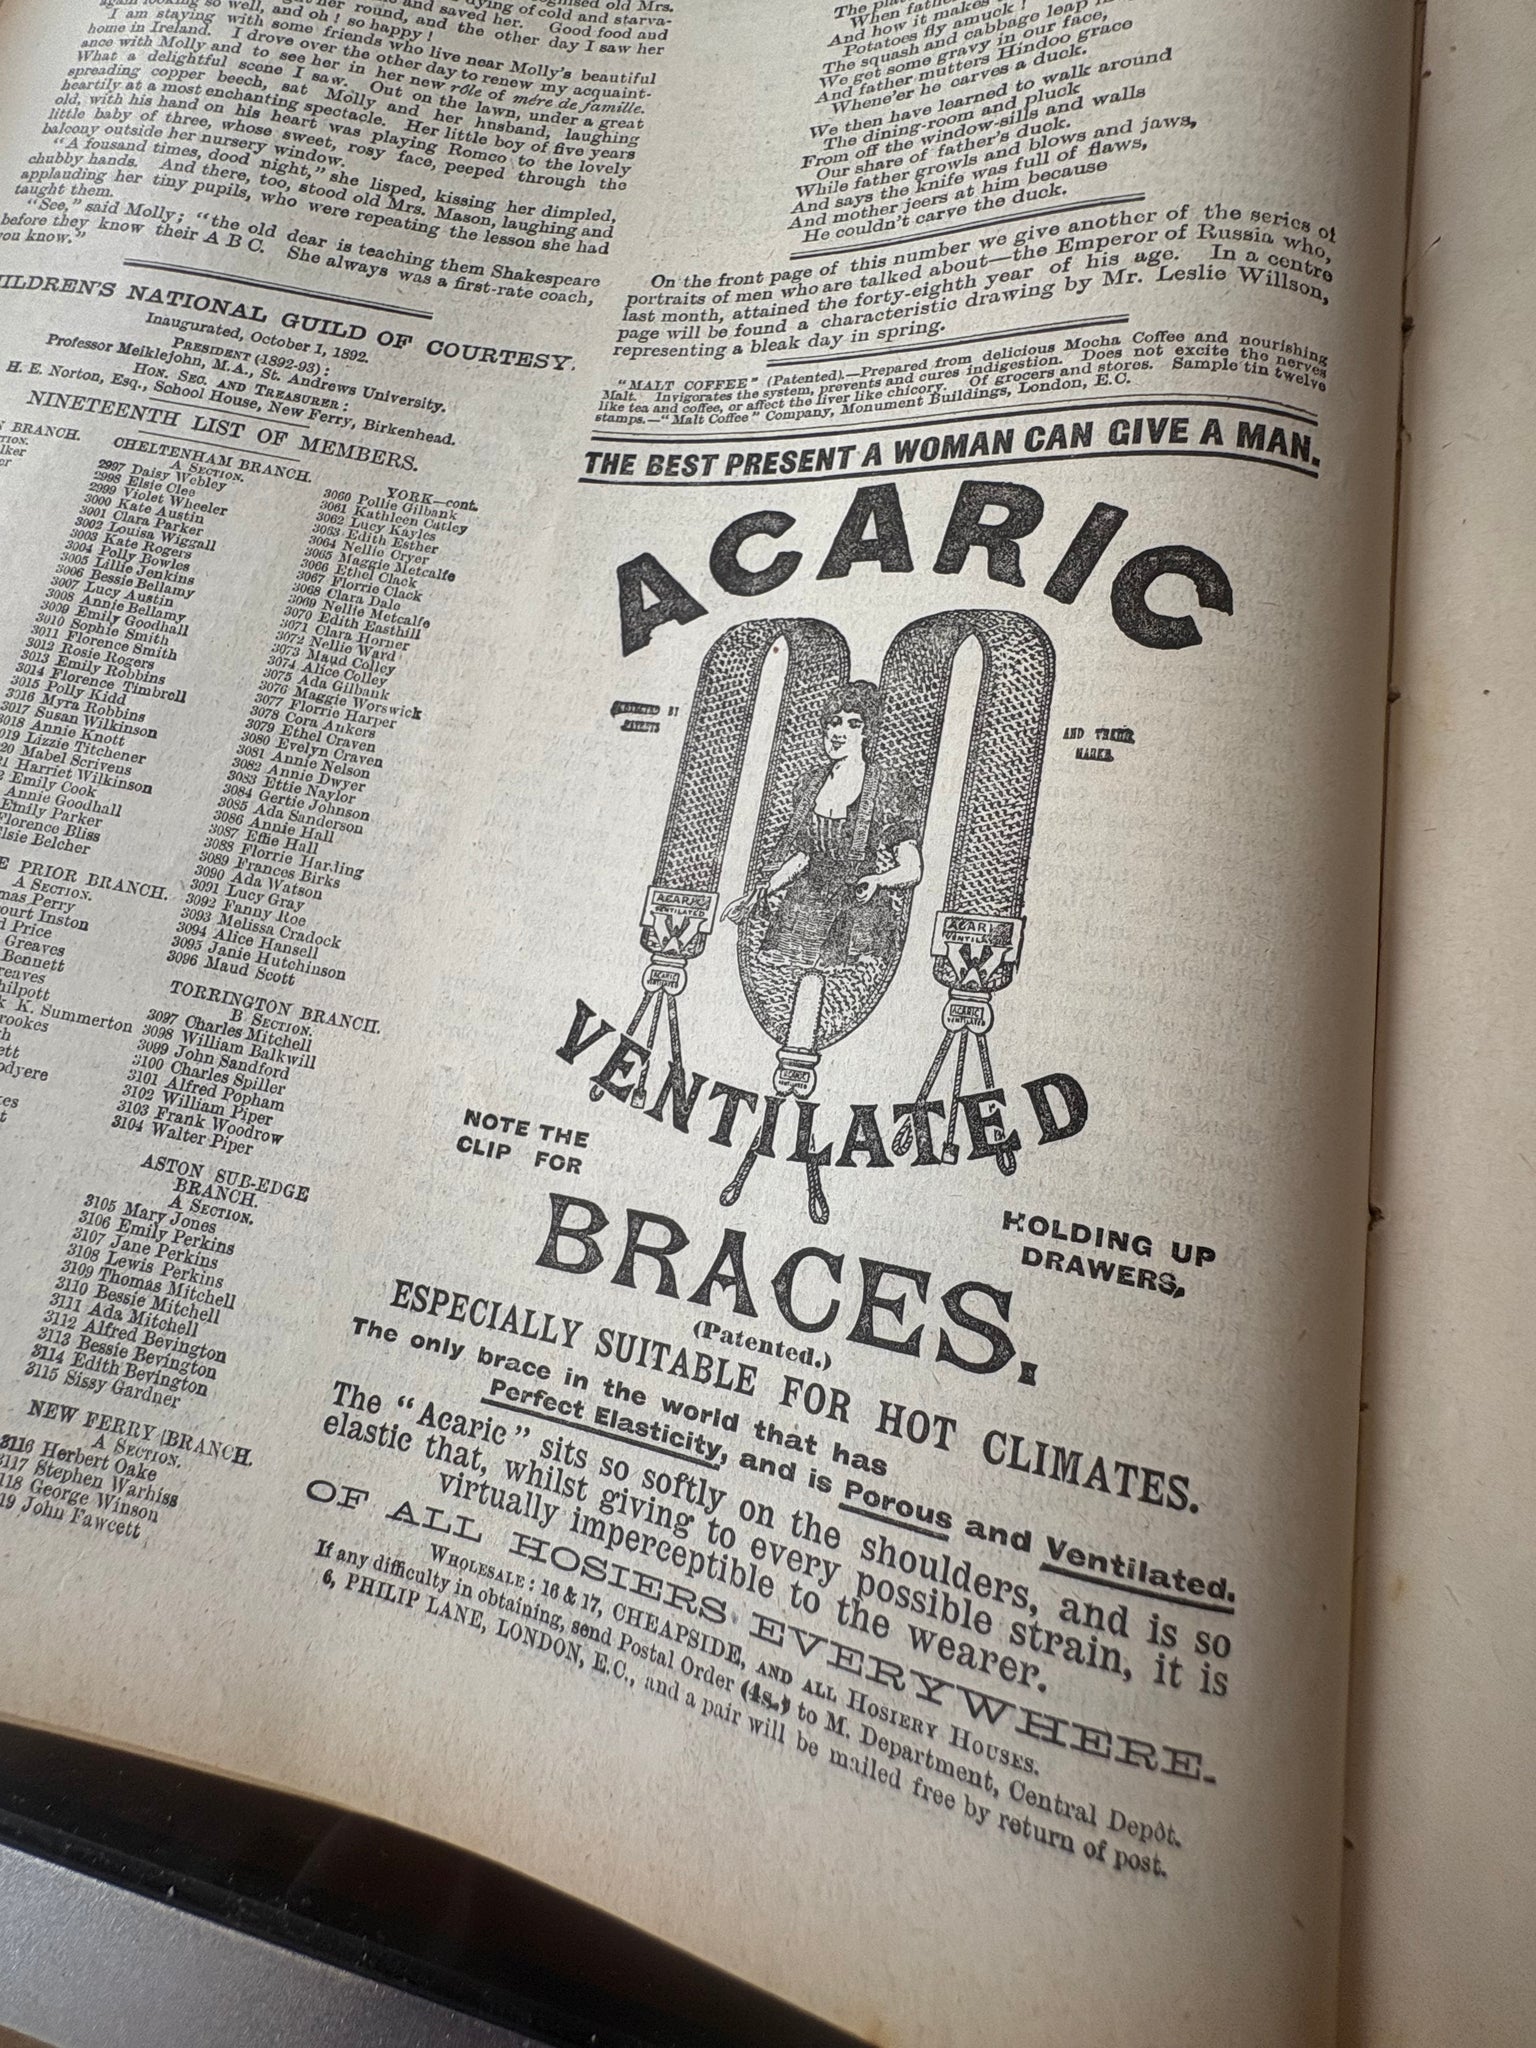 again looking so well, and oh! so happy!
I am staying with some friends who live near Molly's beautiful
home in Ireland. I drove over the other day to renew my acquaint-
ance with Molly and to see her in her new rôle of mére de famille.
What a delightful scene I saw. Out on the lawn, under a great
spreading copper beech, sat Molly and her husband, laughing
heartily at a most enchanting spectacle. Her little boy of five years
old, with his hand on his heart was playing Romeo to the lovely
little baby of three, whose sweet, rosy face, peeped through the
balcony outside her nursery window.
"A fousand times, dood night," she lisped, kissing her dimpled,
chubby hands. And there, too, stood old Mrs. Mason, laughing and
applauding her tiny pupils, who were repeating the lesson she had
taught them.
"See," said Molly; "the old dear is teaching them Shakespeare
before they know their A B C. She always was a first-rate coach,
you know."
CHILDREN'S NATIONAL GUILD OF COURTESY.
Inaugurated, October 1, 1892.
PRESIDENT (1892-93):
Professor Meiklejohn, M.A., St. Andrews University.
HON. SEC. AND TREASURER:
H. E. Norton, Esq., School House, New Ferry, Birkenhead.
NINETEENTH LIST OF MEMBERS.
BRANCH.
PRIOR BRANCH.
A SECTION.
Perry
Inston
Price
Greaves
Bennett
K. Summerton
CHELTENHAM BRANCH.
A SECTION.
2997 Daisy Webley
2998 Elsie Clee
2999 Violet Wheeler
3000 Kate Austin
3001 Clara Parker
3002 Louisa Wiggall
3003 Kate Rogers
3004 Polly Bowles
3005 Lillie Jenkins
3006 Bessie Bellamy
3007 Lucy Austin
3008 Annie Bellamy
3009 Emily Goodhall
3010 Sophie Smith
3011 Florence Smith
3012 Rosie Rogers
3013 Emily Robbins
3014 Florence Timbrell
3015 Polly Kidd
3016 Myra Robbins
3017 Susan Wilkinson
3018 Annie Knott
3019 Lizzie Titchener
20 Mabel Scrivens
21 Harriet Wilkinson
2 Emily Cook
Annie Goodhall
Emily Parker
Florence Bliss
Elsie Belcher
YORK—cont.
3060 Pollie Gilbank
3061 Kathleen Catley
3062 Lucy Kayles
3063 Edith Esther
3064 Nellie Cryer
3065 Maggie Metcalfe
3066 Ethel Clack
3067 Florrie Clack
3068 Clara Dale
3069 Nellie Metcalfe
3070 Edith Easthill
3071 Clara Horner
3072 Nellie Ward
3073 Maud Colley
3074 Alice Colley
3075 Ada Gilbank
3076 Maggie Worswick
3077 Florrie Harper
3078 Cora Ankers
3079 Ethel Craven
3080 Evelyn Craven
3081 Annie Nelson
3082 Annie Dwyer
3083 Ettie Naylor
3084 Gertie Johnson
3085 Ada Sanderson
3086 Annie Hall
3087 Effie Hall
3088 Florrie Harling
3089 Frances Birks
3090 Ada Watson
3091 Lucy Gray
3092 Fanny Roe
3093 Melissa Cradock
3094 Alice Hansell
3095 Janie Hutchinson
3096 Maud Scott
TORRINGTON BRANCH.
B SECTION.
3097 Charles Mitchell
3098 William Balkwill
3099 John Sandford
3100 Charles Spiller
3101 Alfred Popham
3102 William Piper
3103 Frank Woodrow
3104 Walter Piper
ASTON SUB-EDGE
BRANCH.
A SECTION.
3105 Mary Jones
3106 Emily Perkins
3107 Jane Perkins
3108 Lewis Perkins
3109 Thomas Mitchell
3110 Bessie Mitchell
3111 Ada Mitchell
3112 Alfred Bevington
3113 Bessie Bevington
3114 Edith Bevington
3115 Sissy Gardner
NEW FERRY BRANCH.
A SECTION.
3116 Herbert Oake
3117 Stephen Warhiss
118 George Winson
19 John Fawcett
And how it makes
Potatoes fly amuck!
The squash and cabbage leap
We get some gravy in our face,
And father mutters Hindoo grace
Whene'er he carves a duck.
We then have learned to walk around
The dining-room and pluck
From off the window-sills and walls
Our share of father's duck.
While father growls and blows and jaws,
And says the knife was full of flaws,
And mother jeers at him because
He couldn't carve the duck.
On the front page of this number we give another of the series of
portraits of men who are talked about—the Emperor of Russia who,
last month, attained the forty-eighth year of his age. In a centre
page will be found a characteristic drawing by Mr. Leslie Willson,
representing a bleak day in spring.
"MALT COFFEE" (Patented).—Prepared from delicious Mocha Coffee and nourishing
Malt. Invigorates the system, prevents and cures indigestion. Does not excite the nerves
like tea and coffee, or affect the liver like chicory. Of grocers and stores. Sample tin twelve
stamps.—"Malt Coffee" Company, Monument Buildings, London, E.C.
THE BEST PRESENT A WOMAN CAN GIVE A MAN.
ACARIC
AND TRADE
MARKS.
ACARIC
VENTILATED
ACARIC
VENTILATED
ACARIC
VENTILATED
ACARIC
VENTILATED
ACARIC
VENTILATED
VENTILATED
NOTE THE
CLIP FOR
HOLDING UP
DRAWERS,
BRACES.
(Patented.)
ESPECIALLY SUITABLE FOR HOT CLIMATES.
The only brace in the world that has
Perfect Elasticity, and is Porous and Ventilated.
The "Acaric" sits so softly on the shoulders, and is so
elastic that, whilst giving to every possible strain, it is
virtually imperceptible to the wearer.
OF ALL HOSIERS EVERYWHERE.
WHOLESALE: 16 & 17, CHEAPSIDE, AND ALL HOSIERY HOUSES.
If any difficulty in obtaining, send Postal Order (4s.) to M. Department, Central Depôt.
6, PHILIP LANE, LONDON, E.C., and a pair will be mailed free by return of post.